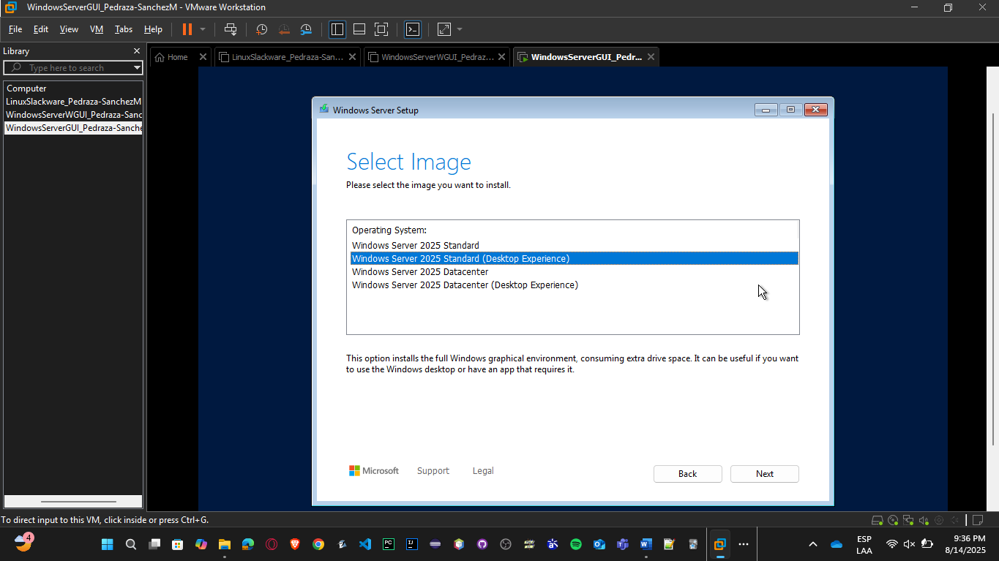 WindowsServerGUI_Pedraza-SanchezM - VMware Workstation
File Edit View VM Tabs Help
Library
Type here to search
Computer
LinuxSlackware_Pedraza-SanchezM
WindowsServerWGUI_Pedraza-Sanc
WindowsServerGUI_Pedraza-Sanche
Home
LinuxSlackware_Pedraza-San...
WindowsServerWGUI_Pedraz...
WindowsServerGUI_Pedr...
Windows Server Setup
Select Image
Please select the image you want to install.
Operating System:
Windows Server 2025 Standard
Windows Server 2025 Standard (Desktop Experience)
Windows Server 2025 Datacenter
Windows Server 2025 Datacenter (Desktop Experience)
This option installs the full Windows graphical environment, consuming extra drive space. It can be useful if you want
to use the Windows desktop or have an app that requires it.
Microsoft Support Legal
Back Next
To direct input to this VM, click inside or press Ctrl+G.
4
PC
IJ
ESP
LAA
9:36 PM
8/14/2025